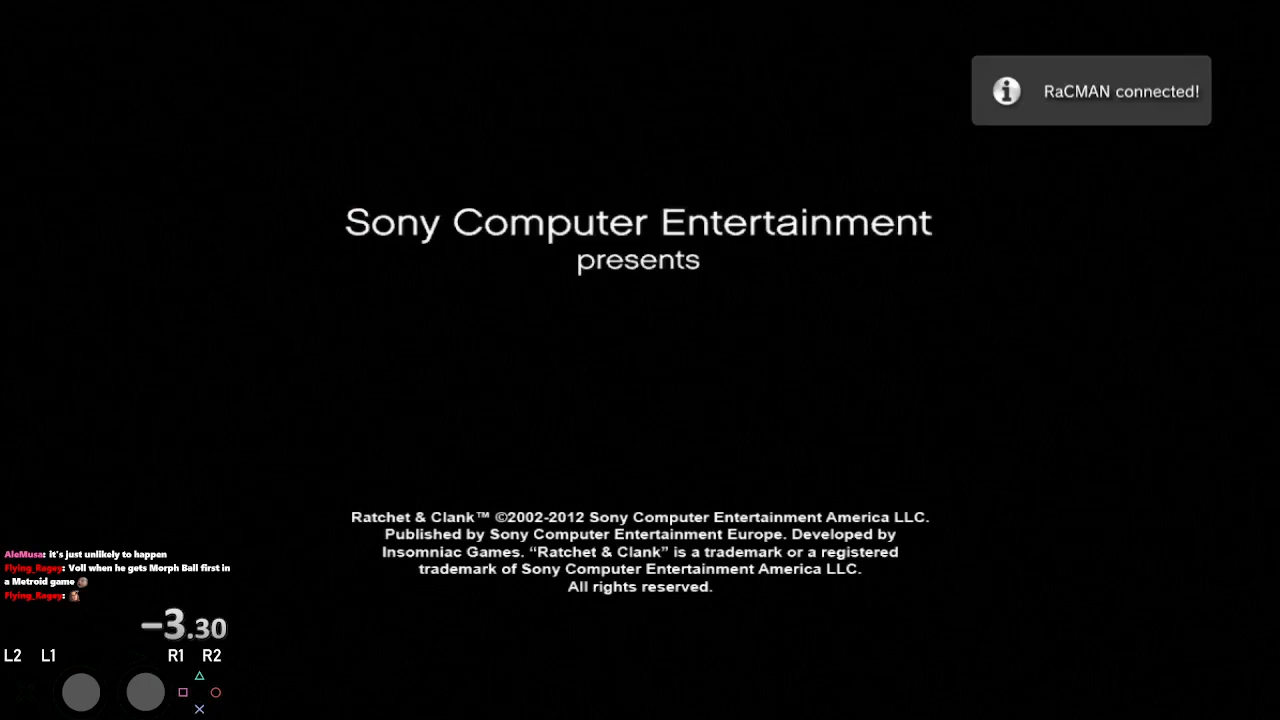 RaCMAN connected!
Sony Computer Entertainment
presents
Ratchet & Clank™ ©2002-2012 Sony Computer Entertainment America LLC.
Published by Sony Computer Entertainment Europe. Developed by
Insomniac Games. “Ratchet & Clank” is a trademark or a registered
trademark of Sony Computer Entertainment America LLC.
All rights reserved.
AleMusa: it's just unlikely to happen
Flying_Ragey: Voll when he gets Morph Ball first in
a Metroid game
Flying_Ragey:
−3.30
L2 L1 R1 R2